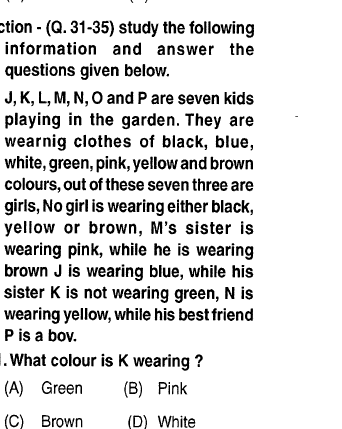 ction - (Q. 31-35) study the following
information and answer the
questions given below.
J, K, L, M, N, O and P are seven kids
playing in the garden. They are
wearnig clothes of black, blue,
white, green, pink, yellow and brown
colours, out of these seven three are
girls, No girl is wearing either black,
yellow or brown, M's sister is
wearing pink, while he is wearing
brown J is wearing blue, while his
sister K is not wearing green, N is
wearing yellow, while his best friend
P is a boy.
. What colour is K wearing ?
(A) Green (B) Pink
(C) Brown (D) White